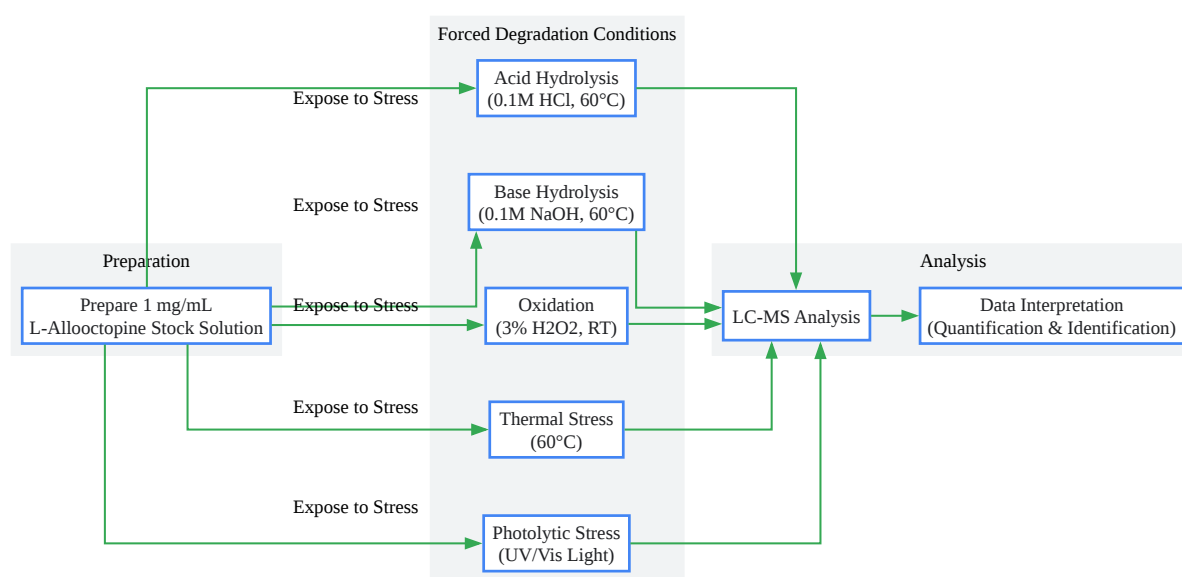 Forced Degradation Conditions
Acid Hydrolysis
(0.1M HCl, 60°C)
Expose to Stress
Base Hydrolysis
(0.1M NaOH, 60°C)
Expose to Stress
Preparation
Prepare 1 mg/mL
L-Allooctopine Stock Solution
Expose to Stress
Oxidation
(3% H2O2, RT)
Analysis
LC-MS Analysis
Data Interpretation
(Quantification & Identification)
Expose to Stress
Thermal Stress
(60°C)
Expose to Stress
Photolytic Stress
(UV/Vis Light)